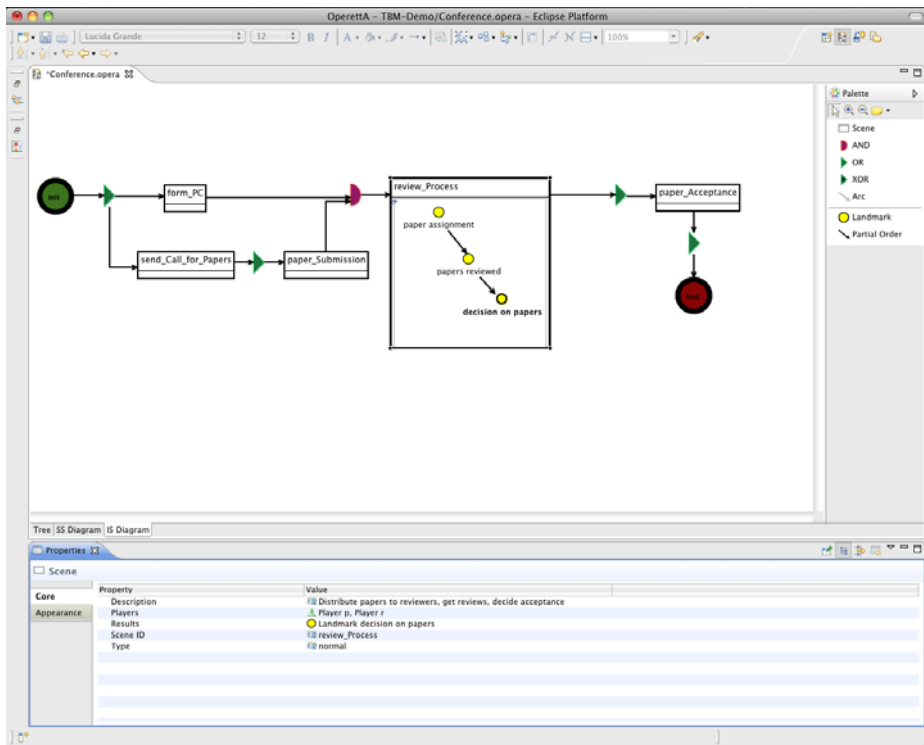 OperettA - TBM-Demo/Conference.opera - Eclipse Platform
Lucida Grande
12
B I A
100%
*Conference.opera
Palette
Scene
AND
OR
XOR
Arc
Landmark
Partial Order
Init
form_PC
send_Call_for_Papers
paper_Submission
review_Process
paper assignment
papers reviewed
decision on papers
paper_Acceptance
End
Tree SS Diagram IS Diagram
Properties
Scene
Core
Appearance
Property Value
Description Distribute papers to reviewers, get reviews, decide acceptance
Players Player p, Player r
Results Landmark decision on papers
Scene ID review_Process
Type normal